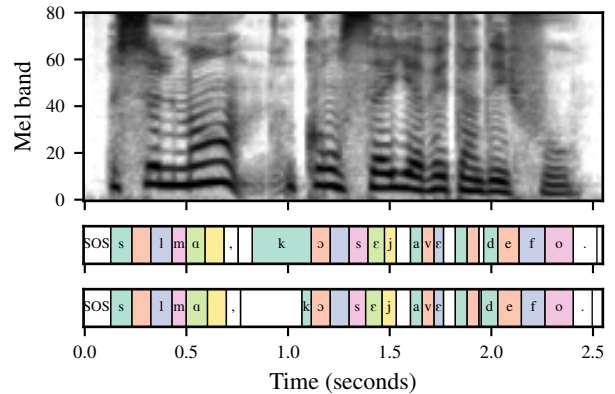 80
60
40
20
0
Mel band
SOS s l m ɑ , k ɔ s ɛ j a v ɛ d e f o .
SOS s l m ɑ , k ɔ s ɛ j a v ɛ d e f o .
0.0 0.5 1.0 1.5 2.0 2.5
Time (seconds)